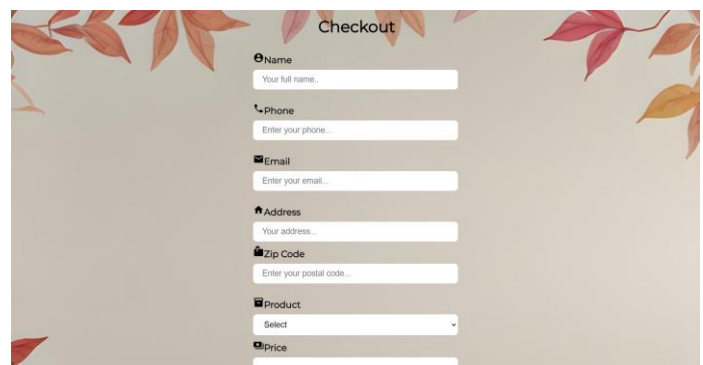 Checkout
Name
Your full name..
Phone
Enter your phone...
Email
Enter your email...
Address
Your address...
Zip Code
Enter your postal code...
Product
Select
Price